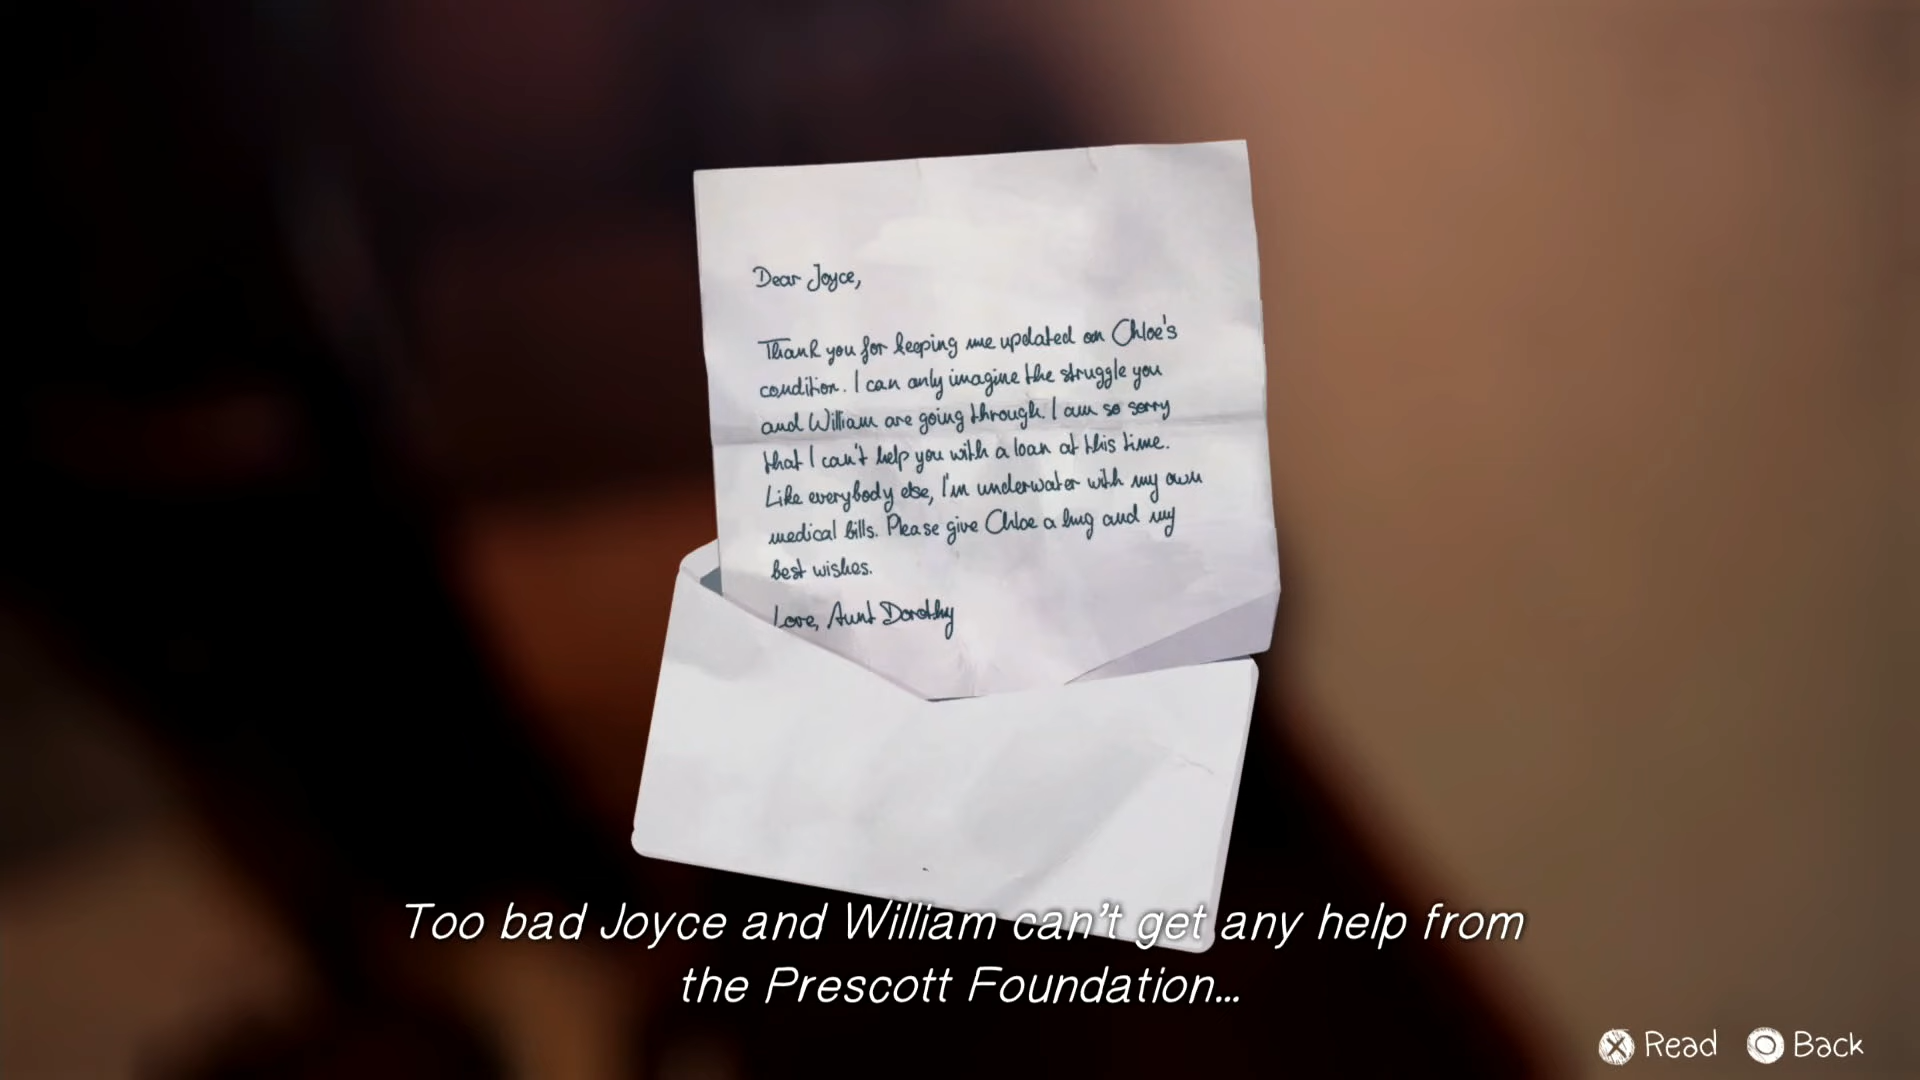 Dear Joyce,
Thank you for keeping me updated on Chloe's
condition. I can only imagine the struggle you
and William are going through. I am so sorry
that I can't help you with a loan at this time.
Like everybody else, I'm underwater with my own
medical bills. Please give Chloe a hug and my
best wishes.
Love, Aunt Dorothy
Too bad Joyce and William can't get any help from
the Prescott Foundation...
Read Back